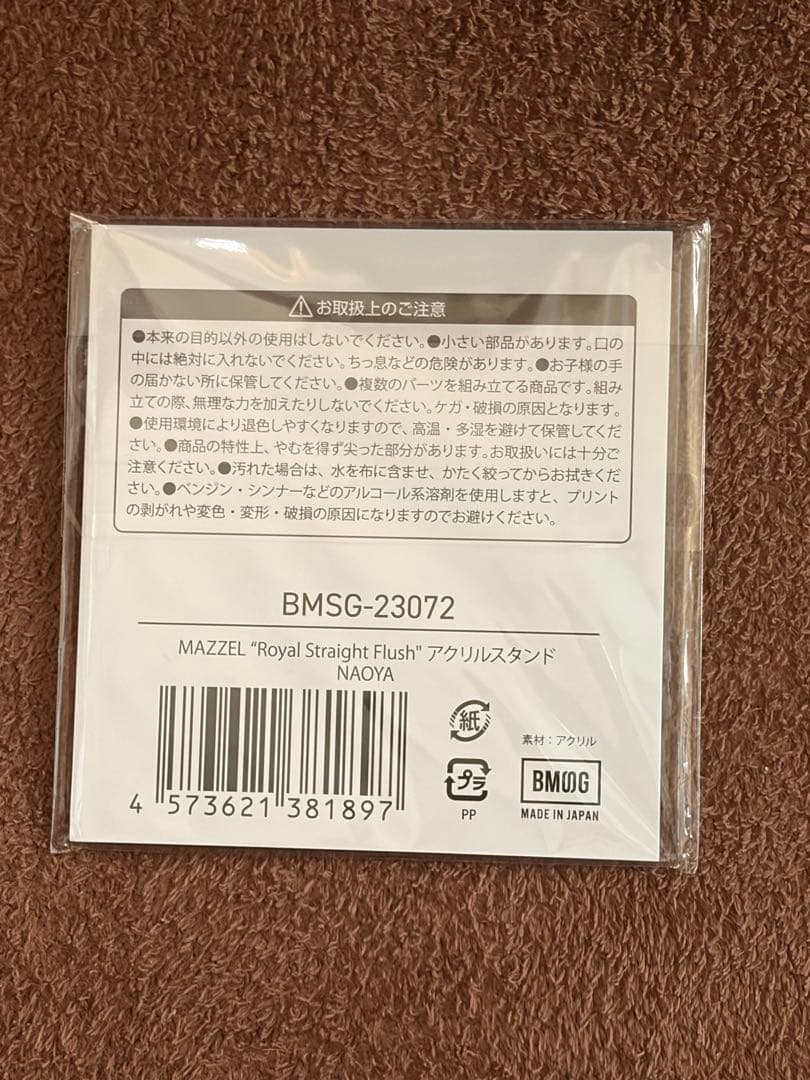 ⚠ お取扱上のご注意
●本来の目的以外の使用はしないでください。●小さい部品があります。口の
中には絶対に入れないでください。ちっ息などの危険があります。●お子様の手
の届かない所に保管してください。●複数のパーツを組み立てる商品です。組み
立ての際、無理な力を加えたりしないでください。ケガ・破損の原因となります。
●使用環境により退色しやすくなりますので、高温・多湿を避けて保管してくだ
さい。●商品の特性上、やむを得ず尖った部分があります。お取扱いには十分ご
注意ください。●汚れた場合は、水を布に含ませ、かたく絞ってからお拭きくだ
さい。●ベンジン・シンナーなどのアルコール系溶剤を使用しますと、プリント
の剥がれや変色・変形・破損の原因になりますのでお避けください。
BMSG-23072
MAZZEL “Royal Straight Flush" アクリルスタンド
NAOYA
4 573621 381897
紙
プラ
PP
素材：アクリル
BMSG
MADE IN JAPAN